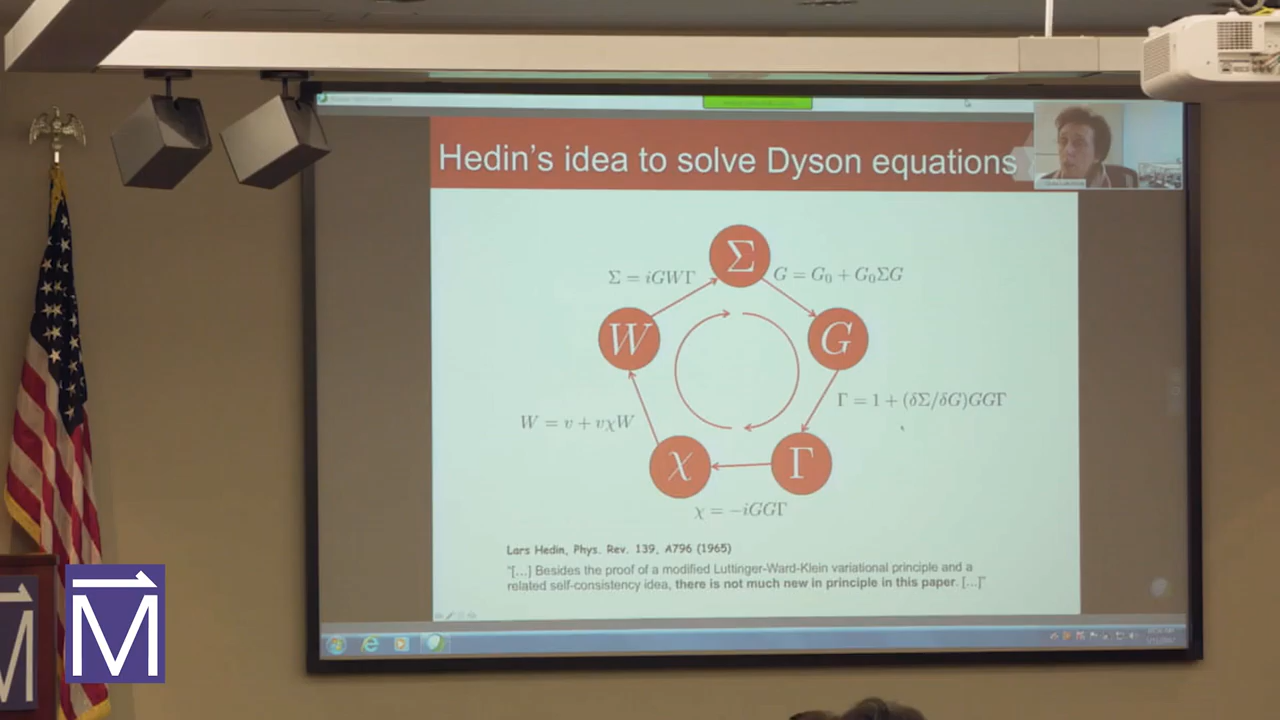 Hedin's idea to solve Dyson equations
Σ
Σ = iGWΓ
G = G₀ + G₀ΣG
W
G
Γ = 1 + (δΣ/δG)GGΓ
W = v + vχW
χ
Γ
χ = −iGGΓ
Lars Hedin, Phys. Rev. 139, A796 (1965)
"[...] Besides the proof of a modified Luttinger-Ward-Klein variational principle and a
related self-consistency idea, there is not much new in principle in this paper. [...]"
M
M